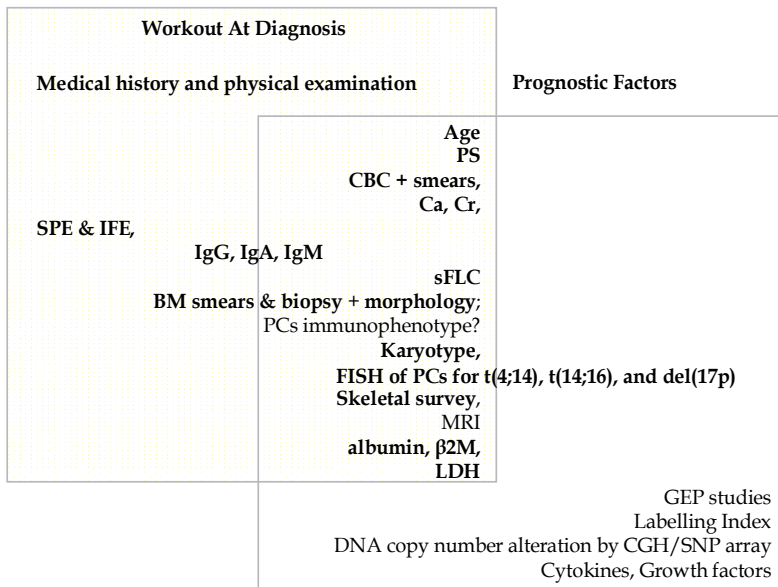 Workout At Diagnosis
Medical history and physical examination
Prognostic Factors
Age
PS
CBC + smears,
Ca, Cr,
SPE & IFE,
IgG, IgA, IgM
sFLC
BM smears & biopsy + morphology;
PCs immunophenotype?
Karyotype,
FISH of PCs for t(4;14), t(14;16), and del(17p)
Skeletal survey,
MRI
albumin, β2M,
LDH
GEP studies
Labelling Index
DNA copy number alteration by CGH/SNP array
Cytokines, Growth factors